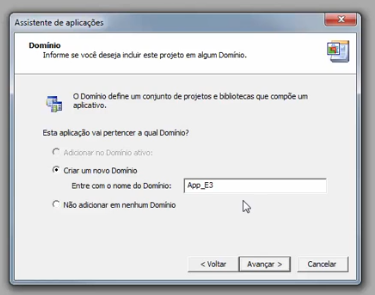 Assistente de aplicações
Domínio
Informe se você deseja incluir este projeto em algum Domínio.
O Domínio define um conjunto de projetos e bibliotecas que compõe um
aplicativo.
Esta aplicação vai pertencer a qual Domínio?
Adicionar no Domínio ativo:
Criar um novo Domínio
Entre com o nome do Domínio: App_E3
Não adicionar em nenhum Domínio
< Voltar Avançar > Cancelar